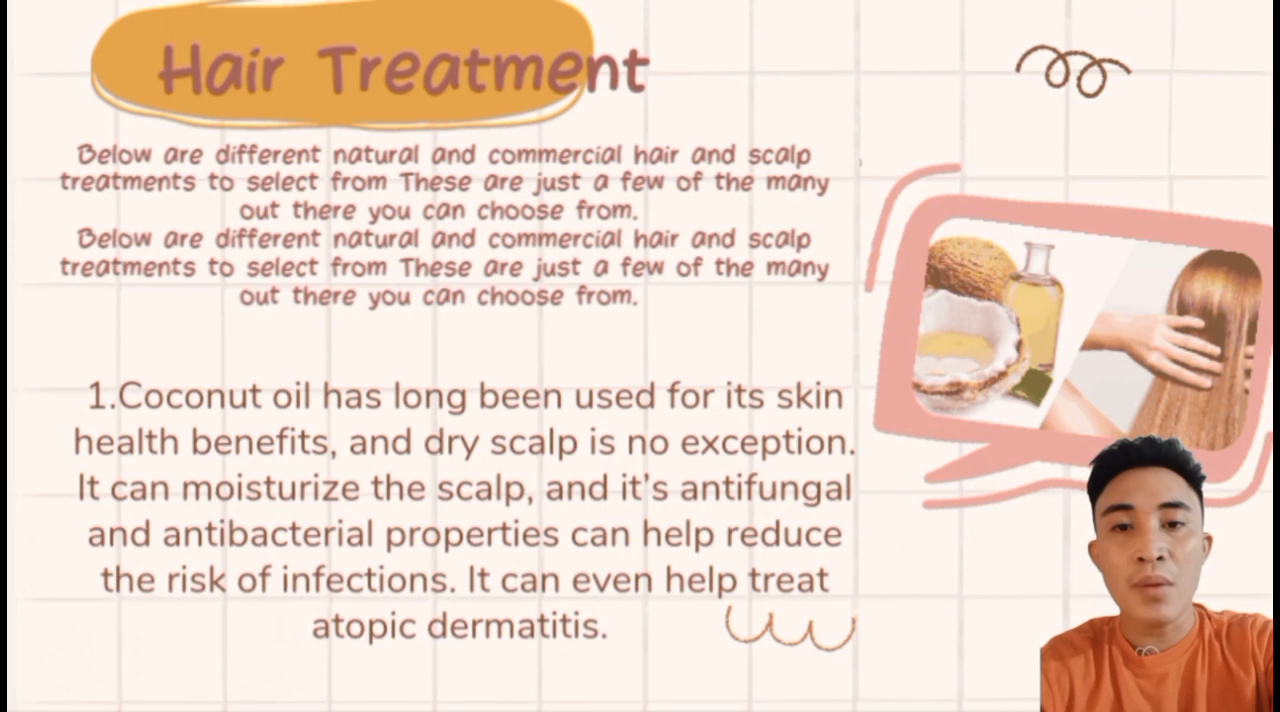 Hair Treatment
Below are different natural and commercial hair and scalp
treatments to select from These are just a few of the many
out there you can choose from.
Below are different natural and commercial hair and scalp
treatments to select from These are just a few of the many
out there you can choose from.
1.Coconut oil has long been used for its skin
health benefits, and dry scalp is no exception.
It can moisturize the scalp, and it's antifungal
and antibacterial properties can help reduce
the risk of infections. It can even help treat
atopic dermatitis.